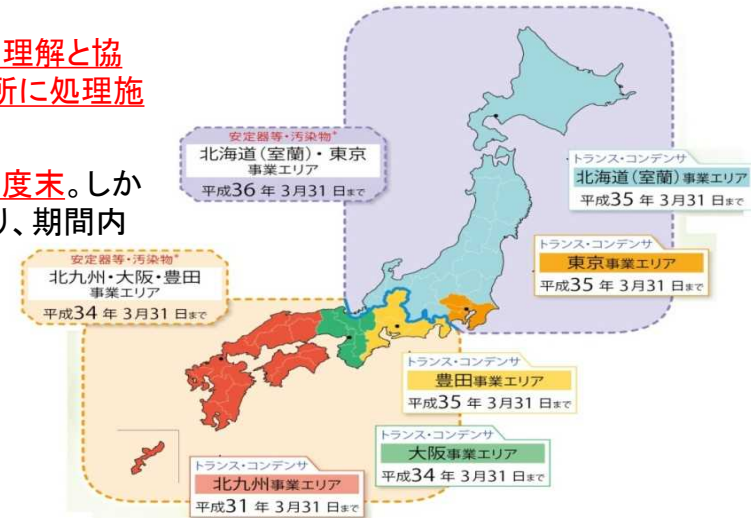 理解と協
所に処理施
度末。しか
り、期間内
安定器等・汚染物*
北海道(室蘭)・東京
事業エリア
平成36年3月31日まで
トランス・コンデンサ
北海道(室蘭)事業エリア
平成35年3月31日まで
トランス・コンデンサ
東京事業エリア
平成35年3月31日まで
安定器等・汚染物*
北九州・大阪・豊田
事業エリア
平成34年3月31日まで
トランス・コンデンサ
豊田事業エリア
平成35年3月31日まで
トランス・コンデンサ
大阪事業エリア
平成34年3月31日まで
トランス・コンデンサ
北九州事業エリア
平成31年3月31日まで